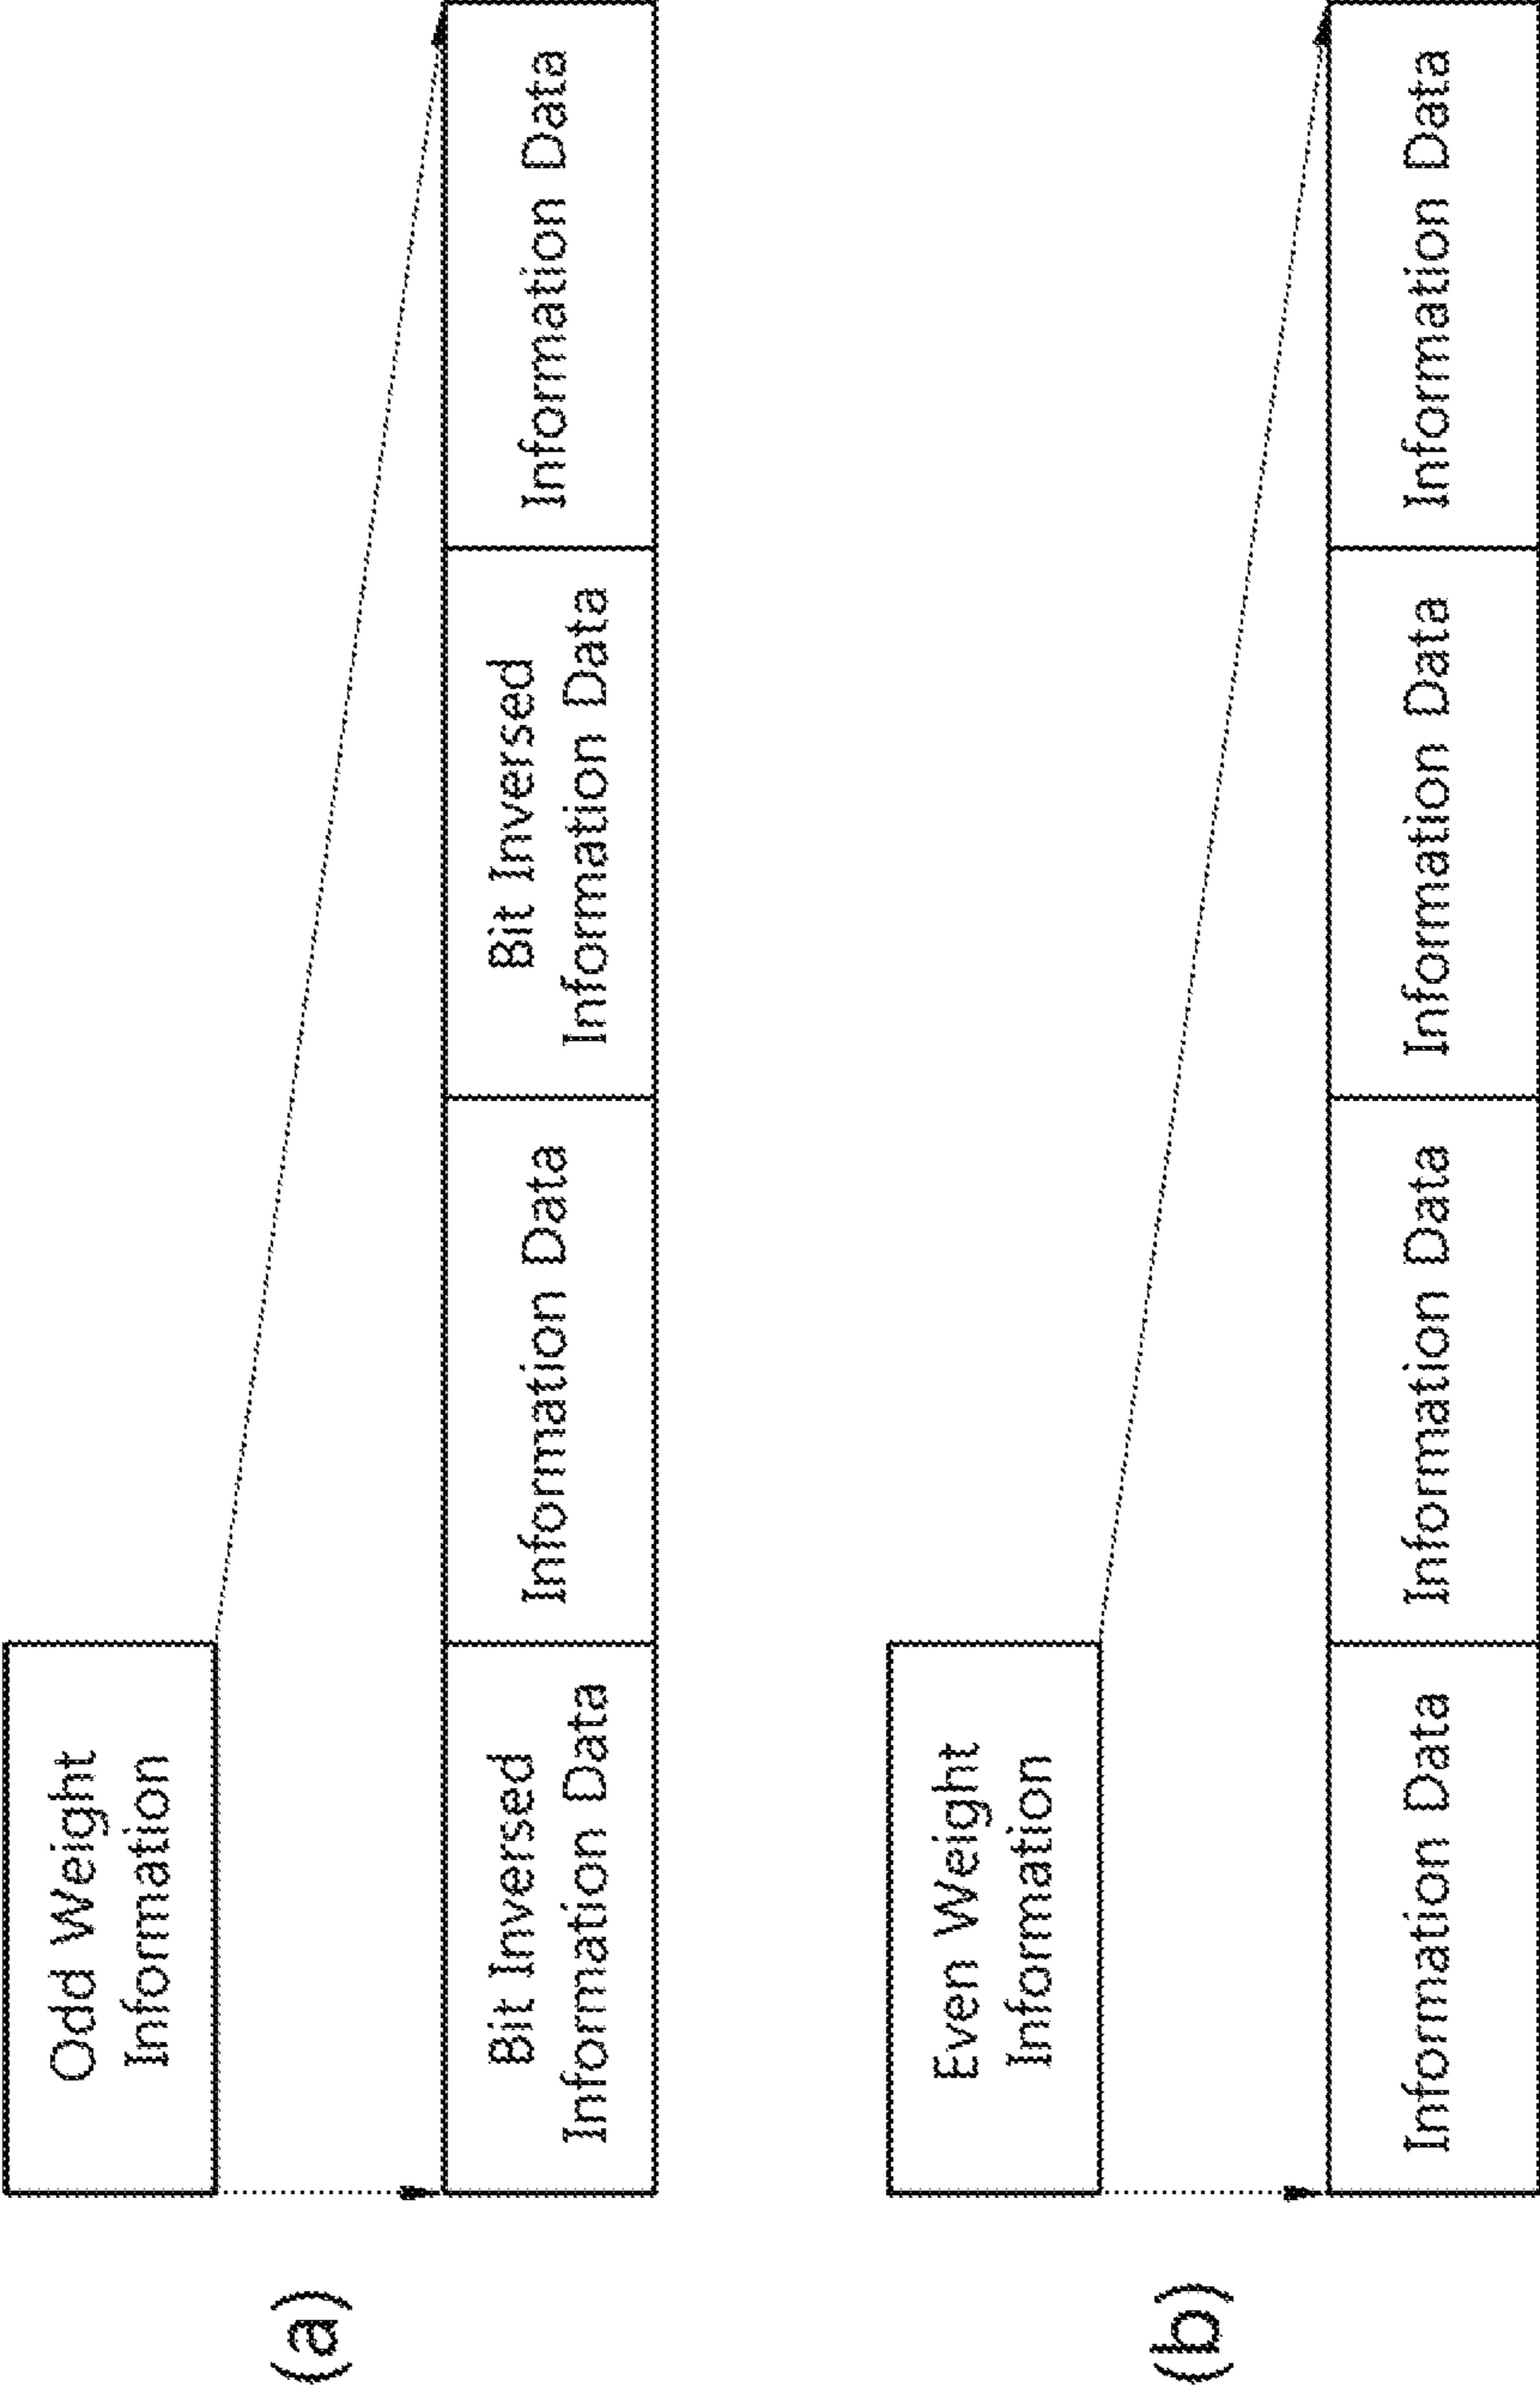 (a)
Odd Weight
Information
Bit Inversed
Information Data
Information Data
Bit Inversed
Information Data
Information Data
(b)
Even Weight
Information
Information Data
Information Data
Information Data
Information Data